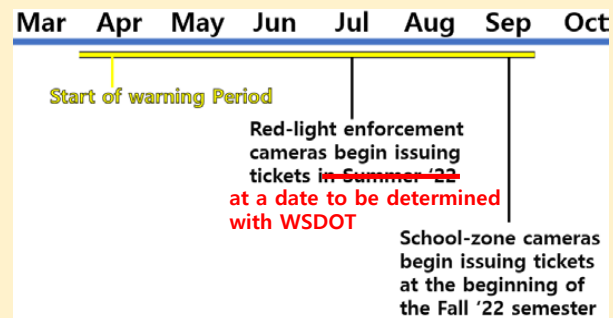 Mar Apr May Jun Jul Aug Sep Oct
Start of warning Period
Red-light enforcement
cameras begin issuing
tickets in Summer ‘22
at a date to be determined
with WSDOT
School-zone cameras
begin issuing tickets
at the beginning of
the Fall ‘22 semester